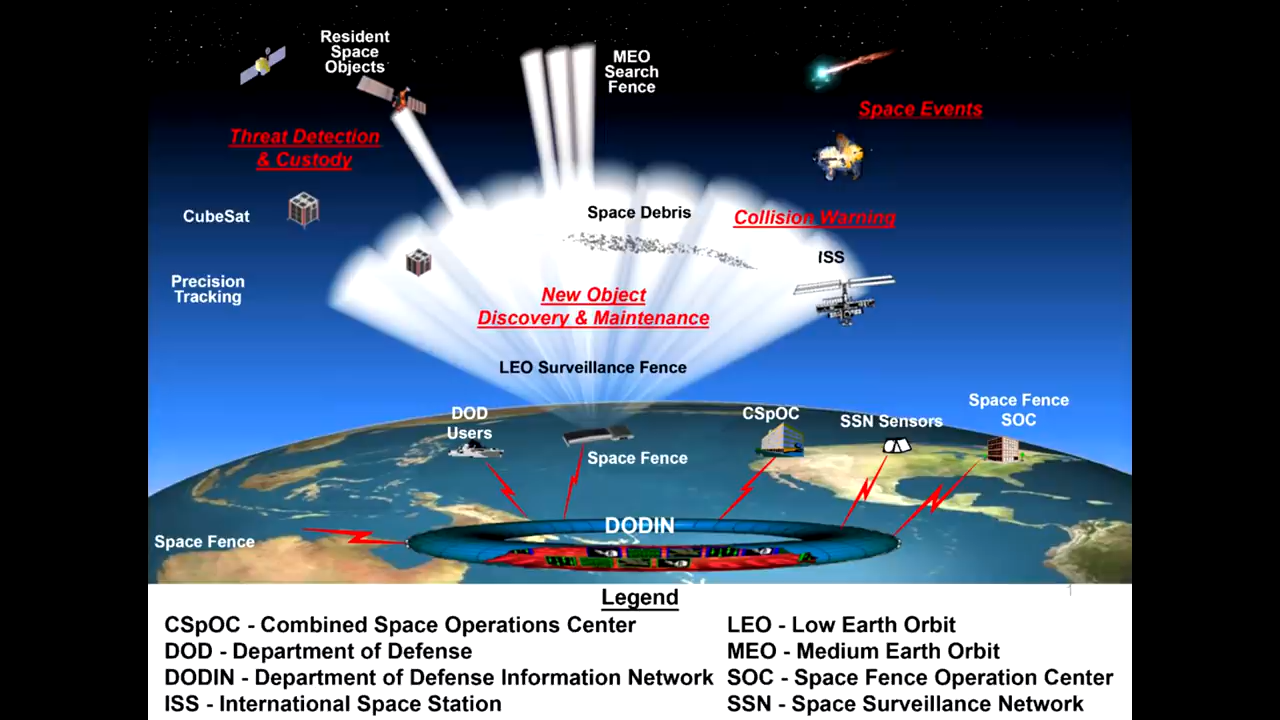 Resident
Space
Objects
MEO
Search
Fence
Space Events
Threat Detection
& Custody
CubeSat
Space Debris
Collision Warning
ISS
Precision
Tracking
New Object
Discovery & Maintenance
LEO Surveillance Fence
DOD
Users
Space Fence
CSpOC
SSN Sensors
Space Fence
SOC
DODIN
Space Fence
1
Legend
CSpOC - Combined Space Operations Center
DOD - Department of Defense
DODIN - Department of Defense Information Network
ISS - International Space Station
LEO - Low Earth Orbit
MEO - Medium Earth Orbit
SOC - Space Fence Operation Center
SSN - Space Surveillance Network